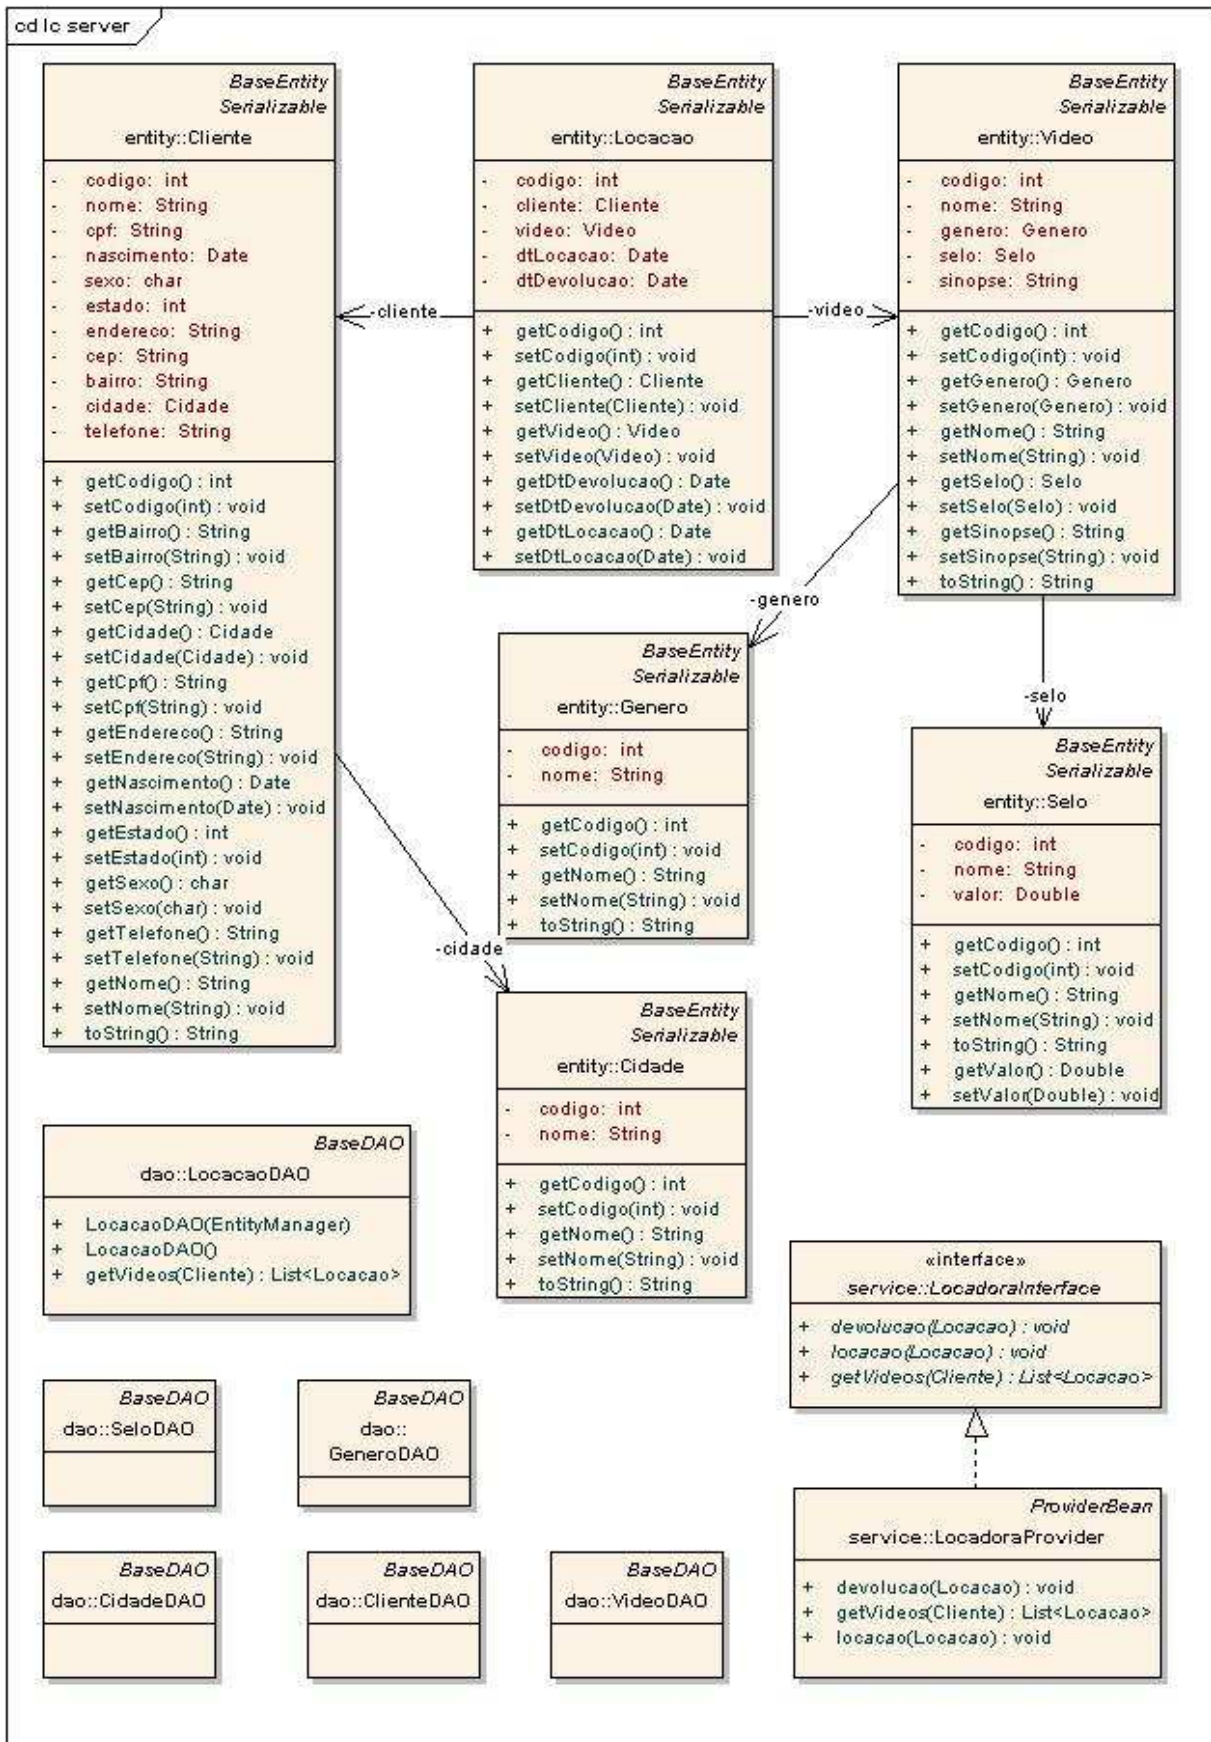 cd lc server
BaseEntity
Serializable
entity::Cliente
- codigo: int
- nome: String
- cpf: String
- nascimento: Date
- sexo: char
- estado: int
- endereco: String
- cep: String
- bairro: String
- cidade: Cidade
- telefone: String
+ getCodigo() : int
+ setCodigo(int) : void
+ getBairro() : String
+ setBairro(String) : void
+ getCep() : String
+ setCep(String) : void
+ getCidade() : Cidade
+ setCidade(Cidade) : void
+ getCpf() : String
+ setCpf(String) : void
+ getEndereco() : String
+ setEndereco(String) : void
+ getNascimento() : Date
+ setNascimento(Date) : void
+ getEstado() : int
+ setEstado(int) : void
+ getSexo() : char
+ setSexo(char) : void
+ getTelefone() : String
+ setTelefone(String) : void
+ getNome() : String
+ setNome(String) : void
+ toString() : String
-cliente
BaseEntity
Serializable
entity::Locacao
- codigo: int
- cliente: Cliente
- video: Video
- dtLocacao: Date
- dtDevolucao: Date
+ getCodigo() : int
+ setCodigo(int) : void
+ getCliente() : Cliente
+ setCliente(Cliente) : void
+ getVideo() : Video
+ setVideo(Video) : void
+ getDtDevolucao() : Date
+ setDtDevolucao(Date) : void
+ getDtLocacao() : Date
+ setDtLocacao(Date) : void
-video
BaseEntity
Serializable
entity::Video
- codigo: int
- nome: String
- genero: Genero
- selo: Selo
- sinopse: String
+ getCodigo() : int
+ setCodigo(int) : void
+ getGenero() : Genero
+ setGenero(Genero) : void
+ getNome() : String
+ setNome(String) : void
+ getSelo() : Selo
+ setSelo(Selo) : void
+ getSinopse() : String
+ setSinopse(String) : void
+ toString() : String
-genero
BaseEntity
Serializable
entity::Genero
- codigo: int
- nome: String
+ getCodigo() : int
+ setCodigo(int) : void
+ getNome() : String
+ setNome(String) : void
+ toString() : String
-selo
BaseEntity
Serializable
entity::Selo
- codigo: int
- nome: String
- valor: Double
+ getCodigo() : int
+ setCodigo(int) : void
+ getNome() : String
+ setNome(String) : void
+ toString() : String
+ getValor() : Double
+ setValor(Double) : void
-cidade
BaseEntity
Serializable
entity::Cidade
- codigo: int
- nome: String
+ getCodigo() : int
+ setCodigo(int) : void
+ getNome() : String
+ setNome(String) : void
+ toString() : String
BaseDAO
dao::LocacaoDAO
+ LocacaoDAO(EntityManager)
+ LocacaoDAO()
+ getVideos(Cliente) : List<Locacao>
«interface»
service::LocadoraInterface
+ devolucao(Locacao) : void
+ locacao(Locacao) : void
+ getVideos(Cliente) : List<Locacao>
BaseDAO
dao::SeloDAO
BaseDAO
dao::
GeneroDAO
ProviderBean
service::LocadoraProvider
+ devolucao(Locacao) : void
+ getVideos(Cliente) : List<Locacao>
+ locacao(Locacao) : void
BaseDAO
dao::CidadeDAO
BaseDAO
dao::ClienteDAO
BaseDAO
dao::VideoDAO